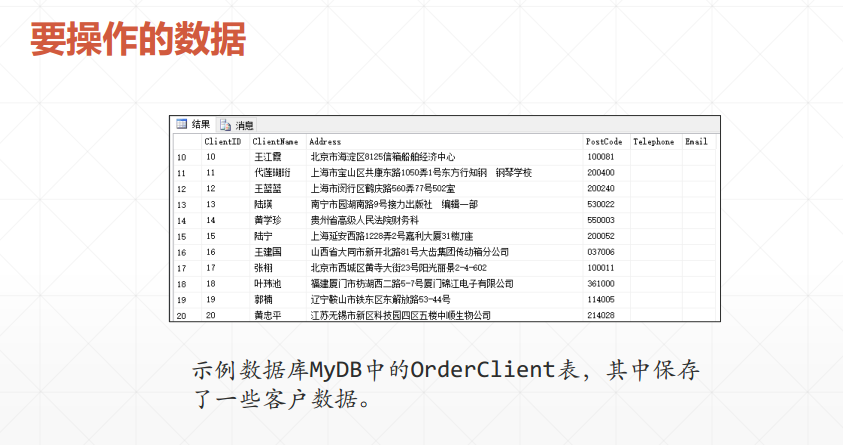 要操作的数据
结果 消息
ClientID ClientName Address PostCode Telephone Email
10 10 王江霞 北京市海淀区8125信箱船舶经济中心 100081
11 11 代莲瑚珩 上海市宝山区共康东路1050弄1号东方行知钢 钢琴学校 200400
12 12 王蓝蓝 上海市闵行区鹤庆路560弄77号502室 200240
13 13 陆璜 南宁市园湖南路9号接力出版社 编辑一部 530022
14 14 黄学珍 贵州省高级人民法院财务科 550003
15 15 陆宁 上海延安西路1228弄2号嘉利大厦31楼J座 200052
16 16 王建国 山西省大同市新开北路81号大齿集团传动箱分公司 037006
17 17 张栩 北京市西城区黄寺大街23号阳光丽景2-4-602 100011
18 18 叶玮池 福建厦门市枋湖西二路5-7号厦门锦江电子有限公司 361000
19 19 郭楠 辽宁鞍山市铁东区东解放路53-44号 114005
20 20 黄忠平 江苏无锡市新区科技园四区五楼中顺生物公司 214028
示例数据库MyDB中的OrderClient表，其中保存
了一些客户数据。